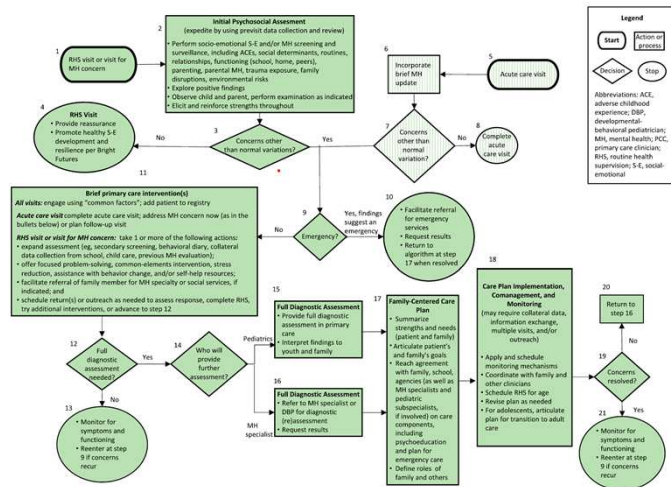 1
RHS visit or visit for
MH concern
2
Initial Psychosocial Assesment
(expedite by using previsit data collection and review)
• Perform socio-emotional S-E and/or MH screening and
surveillance, including ACEs, social determinants, routines,
relationships, functioning (school, home, peers),
parenting, parental MH, trauma exposure, family
disruptions, environmental risks
• Explore positive findings
• Observe child and parent, perform examination as indicated
• Elicit and reinforce strengths throughout
3
Concerns other
than normal variations?
No
Yes
4
RHS Visit
• Provide reassurance
• Promote healthy S-E
development and
resilience per Bright
Futures
5
Acute care visit
6
Incorporate
brief MH
update
7
Concerns
other than
normal
variation?
No
8
Complete
acute care
visit
Legend
Start
Action or
process
Decision
Stop
Abbreviations: ACE,
adverse childhood
experience; DBP,
developmental-
behavioral pediatrician;
MH, mental health; PCC,
primary care clinician;
RHS, routine health
supervision; S-E, social-
emotional
9
Emergency?
No
Yes, findings
suggest an
emergency
10
• Facilitate referral
for emergency
services
• Request results
• Return to
algorithm at step
17 when resolved
11
Brief primary care intervention(s)
All visits: engage using "common factors"; add patient to registry
Acute care visit complete acute care visit; address MH concern now (as in the
bullets below) or plan follow-up visit
RHS visit or visit for MH concern: take 1 or more of the following actions:
• expand assessment (eg, secondary screening, behavioral diary, collateral
data collection from school, child care, previous MH evaluation);
• offer focused problem-solving, common-elements intervention, stress
reduction, assistance with behavior change, and/or self-help resources;
• facilitate referral of family member for MH specialty or social services, if
indicated; and
• schedule return(s) or outreach as needed to assess response, complete RHS,
try additional interventions, or advance to step 12
12
Full
diagnostic
assessment
needed?
Yes
No
13
• Monitor for
symptoms and
functioning
• Reenter at step
9 if concerns
recur
14
Who will
provide
further
assessment?
Pediatrics
MH
specialist
15
Full Diagnostic Assessment
• Provide full diagnostic
assessment in primary
care
• Interpret findings to
youth and family
16
Full Diagnostic Assessment
• Refer to MH specialist or
DBP for diagnostic
(re)assessment
• Request results
17
Family-Centered Care
Plan
• Summarize
strengths and needs
(patient and family)
• Articulate patient's
and family's goals
• Reach agreement with
family, school,
agencies (as well as
MH specialists and
pediatric
subspecialists,
if involved) on care
components,
including
psychoeducation
and plan for
emergency care
• Define roles of
family and others
18
Care Plan Implementation,
Comanagement, and
Monitoring
(may require collateral data,
information exchange,
multiple visits, and/or
outreach)
• Apply and schedule
monitoring mechanisms
• Coordinate with family and
other clinicians
• Schedule RHS for age
• Revise plan as needed
• For adolescents, articulate
plan for transition to adult
care
19
Concerns
resolved?
No
Yes
20
Return to
step 16
21
• Monitor for
symptoms and
functioning
• Reenter at step
9 if concerns
recur